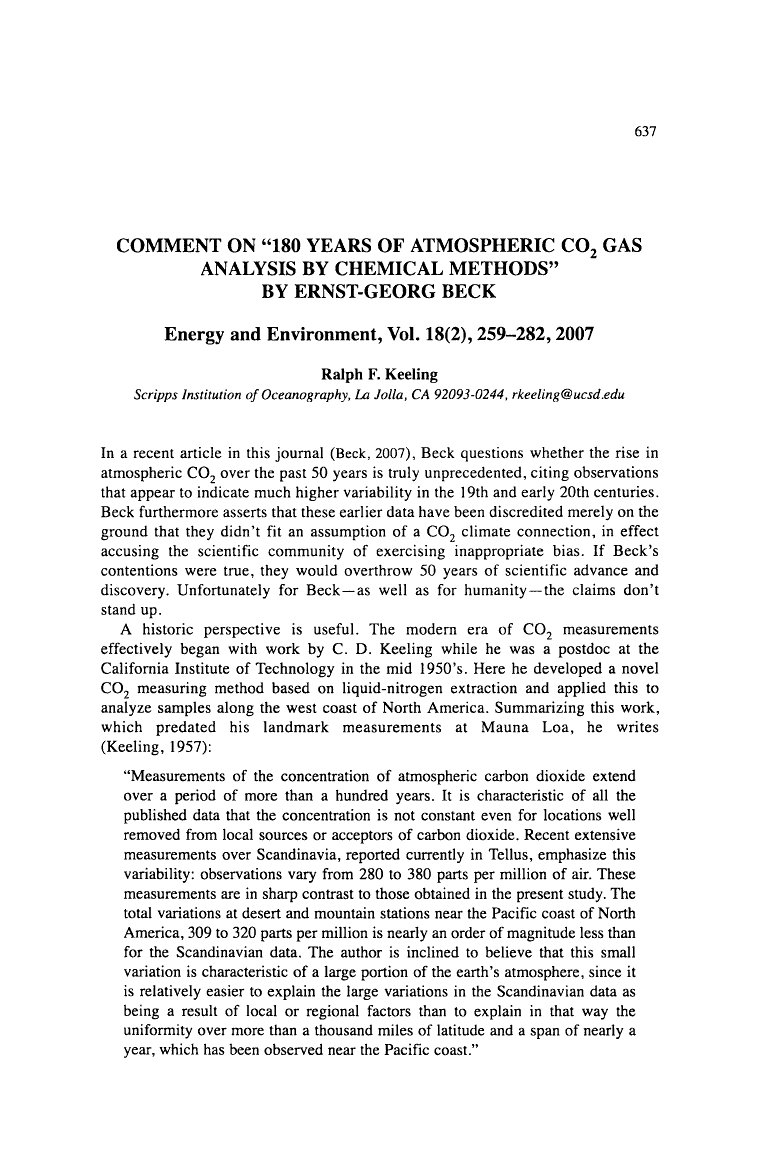 637
COMMENT ON “180 YEARS OF ATMOSPHERIC CO₂ GAS
ANALYSIS BY CHEMICAL METHODS”
BY ERNST-GEORG BECK
Energy and Environment, Vol. 18(2), 259–282, 2007
Ralph F. Keeling
Scripps Institution of Oceanography, La Jolla, CA 92093-0244, rkeeling@ucsd.edu
In a recent article in this journal (Beck, 2007), Beck questions whether the rise in
atmospheric CO₂ over the past 50 years is truly unprecedented, citing observations
that appear to indicate much higher variability in the 19th and early 20th centuries.
Beck furthermore asserts that these earlier data have been discredited merely on the
ground that they didn’t fit an assumption of a CO₂ climate connection, in effect
accusing the scientific community of exercising inappropriate bias. If Beck’s
contentions were true, they would overthrow 50 years of scientific advance and
discovery. Unfortunately for Beck—as well as for humanity—the claims don’t
stand up.
A historic perspective is useful. The modern era of CO₂ measurements
effectively began with work by C. D. Keeling while he was a postdoc at the
California Institute of Technology in the mid 1950’s. Here he developed a novel
CO₂ measuring method based on liquid-nitrogen extraction and applied this to
analyze samples along the west coast of North America. Summarizing this work,
which predated his landmark measurements at Mauna Loa, he writes
(Keeling, 1957):
“Measurements of the concentration of atmospheric carbon dioxide extend
over a period of more than a hundred years. It is characteristic of all the
published data that the concentration is not constant even for locations well
removed from local sources or acceptors of carbon dioxide. Recent extensive
measurements over Scandinavia, reported currently in Tellus, emphasize this
variability: observations vary from 280 to 380 parts per million of air. These
measurements are in sharp contrast to those obtained in the present study. The
total variations at desert and mountain stations near the Pacific coast of North
America, 309 to 320 parts per million is nearly an order of magnitude less than
for the Scandinavian data. The author is inclined to believe that this small
variation is characteristic of a large portion of the earth’s atmosphere, since it
is relatively easier to explain the large variations in the Scandinavian data as
being a result of local or regional factors than to explain in that way the
uniformity over more than a thousand miles of latitude and a span of nearly a
year, which has been observed near the Pacific coast.”